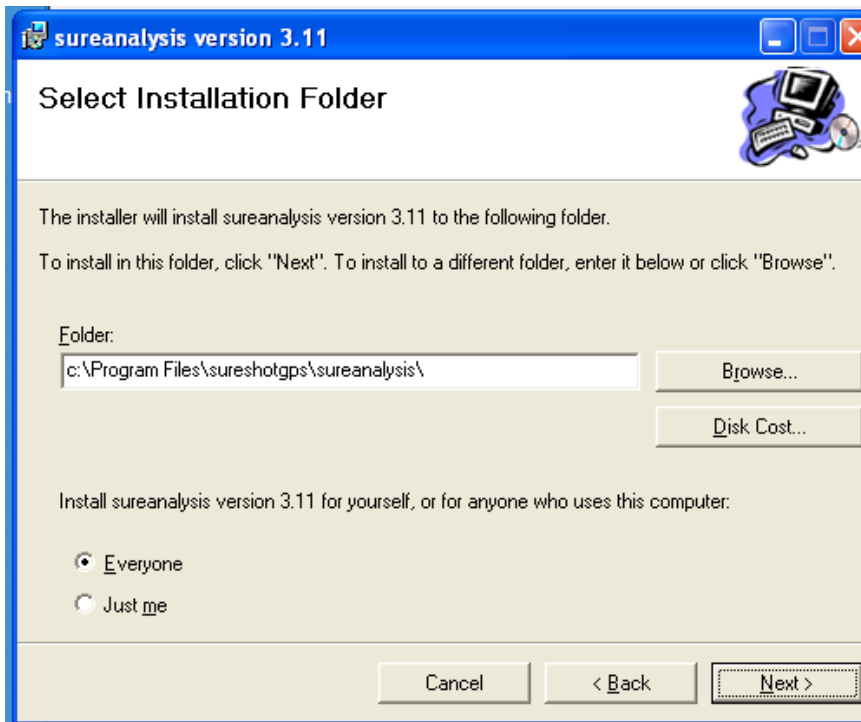 sureanalysis version 3.11
Select Installation Folder
The installer will install sureanalysis version 3.11 to the following folder.
To install in this folder, click "Next". To install to a different folder, enter it below or click "Browse".
Folder:
c:\Program Files\sureshotgps\sureanalysis\
Browse...
Disk Cost...
Install sureanalysis version 3.11 for yourself, or for anyone who uses this computer:
Everyone
Just me
Cancel
< Back
Next >